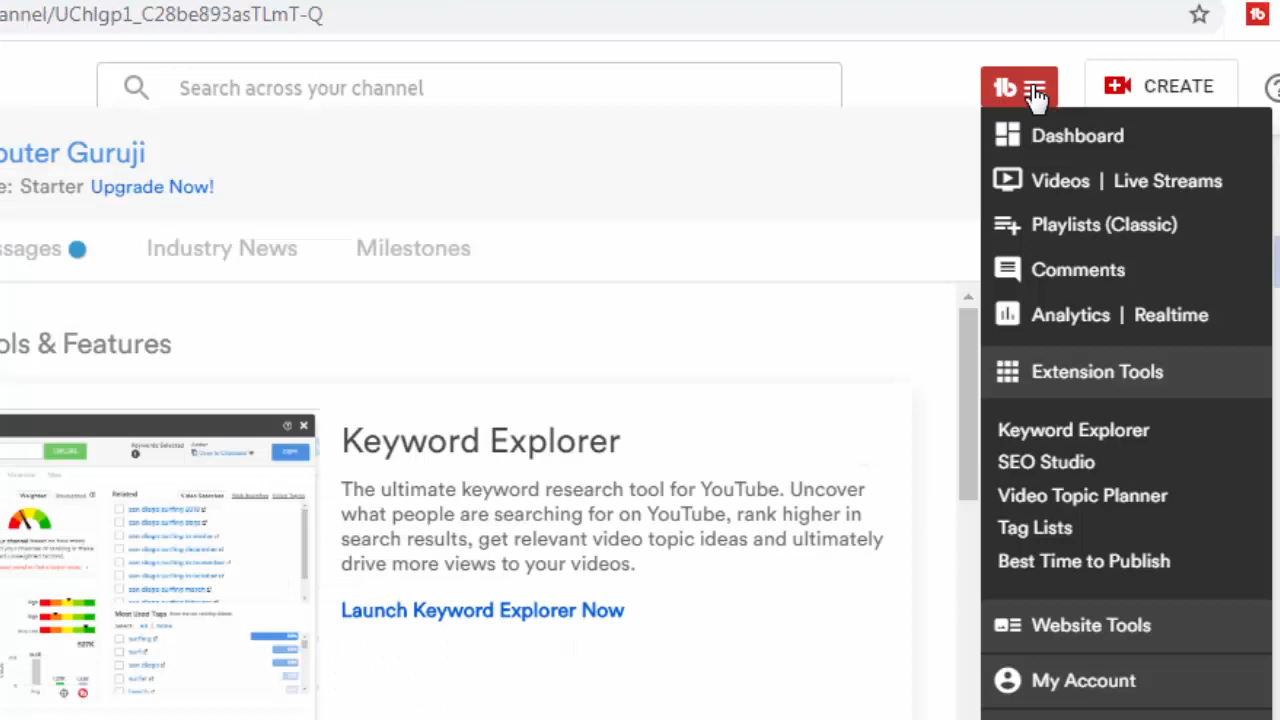 annel/UChlgp1_C28be893asTLmT-Q
Search across your channel
CREATE
outer Guruji
e: Starter Upgrade Now!
ssages
Industry News
Milestones
ols & Features
Keyword Explorer
The ultimate keyword research tool for YouTube. Uncover
what people are searching for on YouTube, rank higher in
search results, get relevant video topic ideas and ultimately
drive more views to your videos.
Launch Keyword Explorer Now
Related
Most Used Tags
Dashboard
Videos | Live Streams
Playlists (Classic)
Comments
Analytics | Realtime
Extension Tools
Keyword Explorer
SEO Studio
Video Topic Planner
Tag Lists
Best Time to Publish
Website Tools
My Account